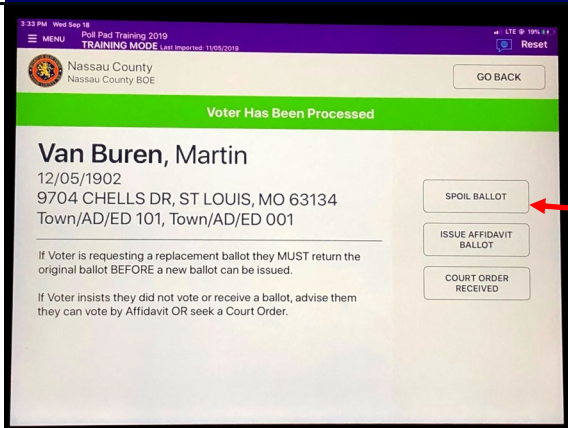 3:33 PM Wed Sep 18
LTE 19%
MENU
Poll Pad Training 2019
TRAINING MODE Last Imported: 11/05/2019
Reset
Nassau County
Nassau County BOE
GO BACK
Voter Has Been Processed
Van Buren, Martin
12/05/1902
9704 CHELLS DR, ST LOUIS, MO 63134
Town/AD/ED 101, Town/AD/ED 001
If Voter is requesting a replacement ballot they MUST return the
original ballot BEFORE a new ballot can be issued.
If Voter insists they did not vote or receive a ballot, advise them
they can vote by Affidavit OR seek a Court Order.
SPOIL BALLOT
ISSUE AFFIDAVIT
BALLOT
COURT ORDER
RECEIVED